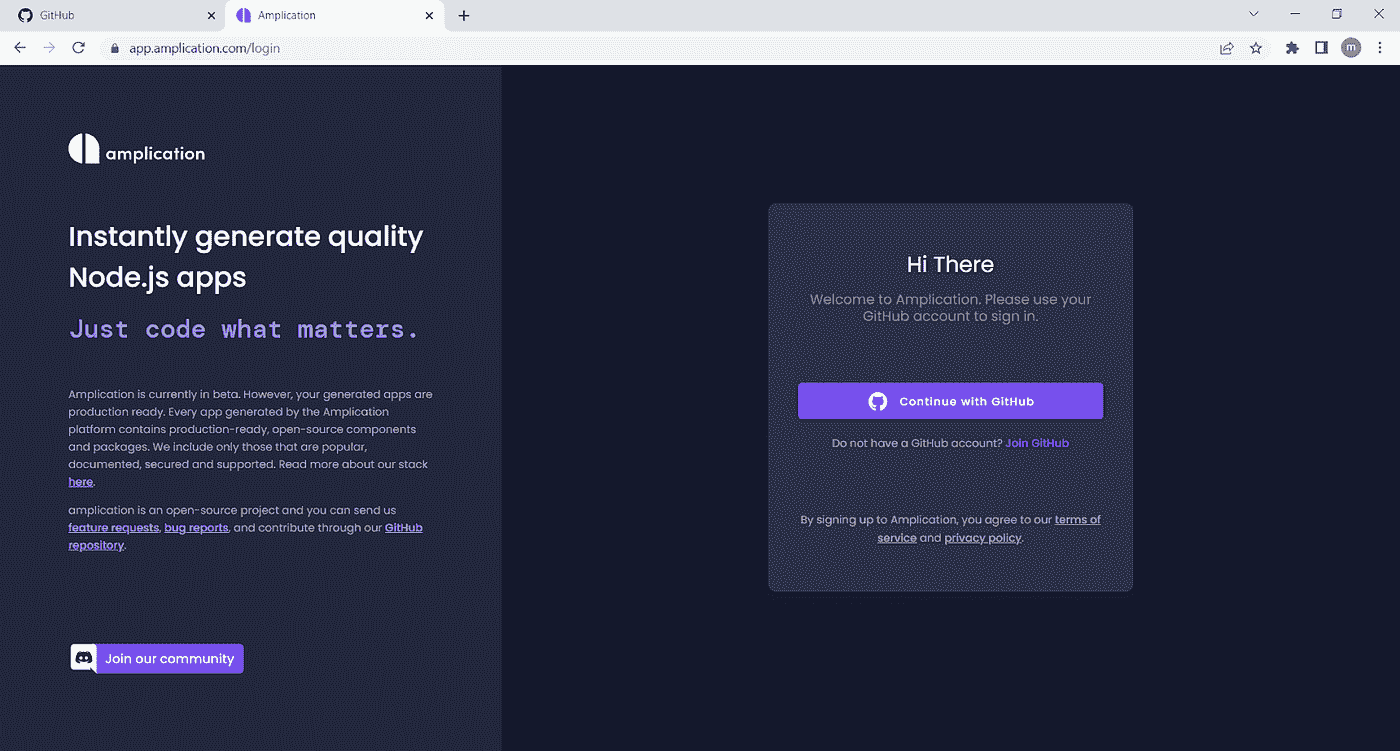 GitHub
Amplication
app.amplication.com/login
m
amplication
Instantly generate quality
Node.js apps
Just code what matters.
Amplication is currently in beta. However, your generated apps are
production ready. Every app generated by the Amplication
platform contains production-ready, open-source components
and packages. We include only those that are popular,
documented, secured and supported. Read more about our stack
here.
amplication is an open-source project and you can send us
feature requests, bug reports, and contribute through our GitHub
repository.
Join our community
Hi There
Welcome to Amplication. Please use your
GitHub account to sign in.
Continue with GitHub
Do not have a GitHub account? Join GitHub
By signing up to Amplication, you agree to our terms of
service and privacy policy.